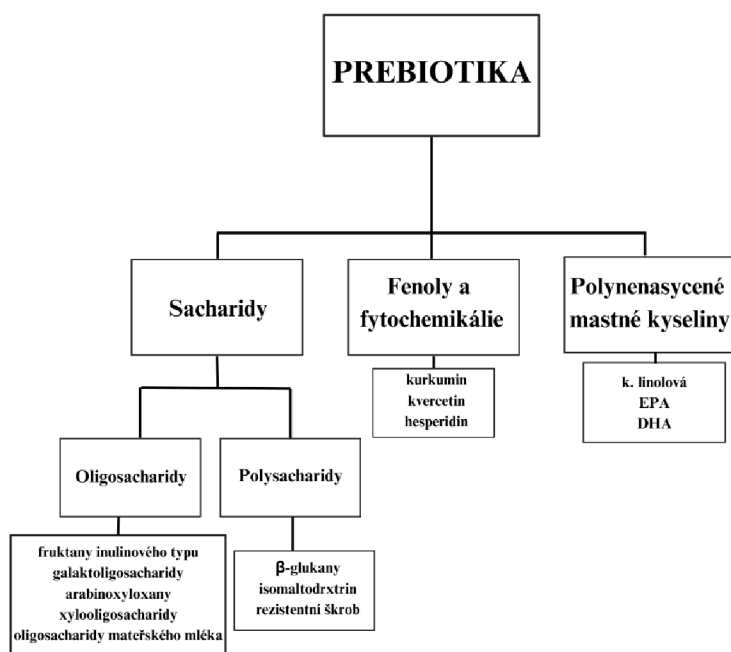 PREBIOTIKA
Sacharidy
Fenoly a
fytochemikálie
Polynenasycené
mastné kyseliny
kurkumin
kvercetin
hesperidin
k. linolová
EPA
DHA
Oligosacharidy
Polysacharidy
fruktany inulinového typu
galaktoligosacharidy
arabinoxyloxany
xylooligosacharidy
oligosacharidy mateřského mléka
β-glukany
isomaltodrxtrin
rezistentní škrob